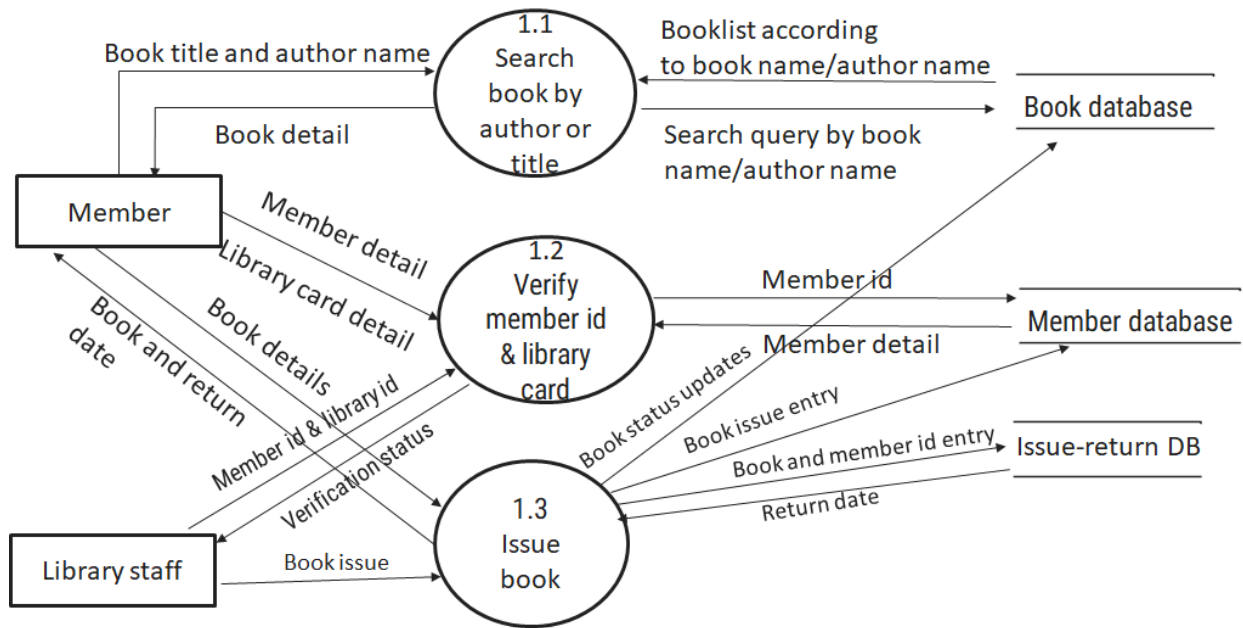 1.1
Search
book by
author or
title
Book title and author name
Booklist according
to book name/author name
Book detail
Book database
Search query by book
name/author name
Member
Member detail
Library card detail
1.2
Verify
member id
& library
card
Member id
Member database
Member detail
Book details
Book and return
date
Member id & library id
Verification status
Book status updates
Book issue entry
Book and member id entry
Issue-return DB
Return date
1.3
Issue
book
Library staff
Book issue